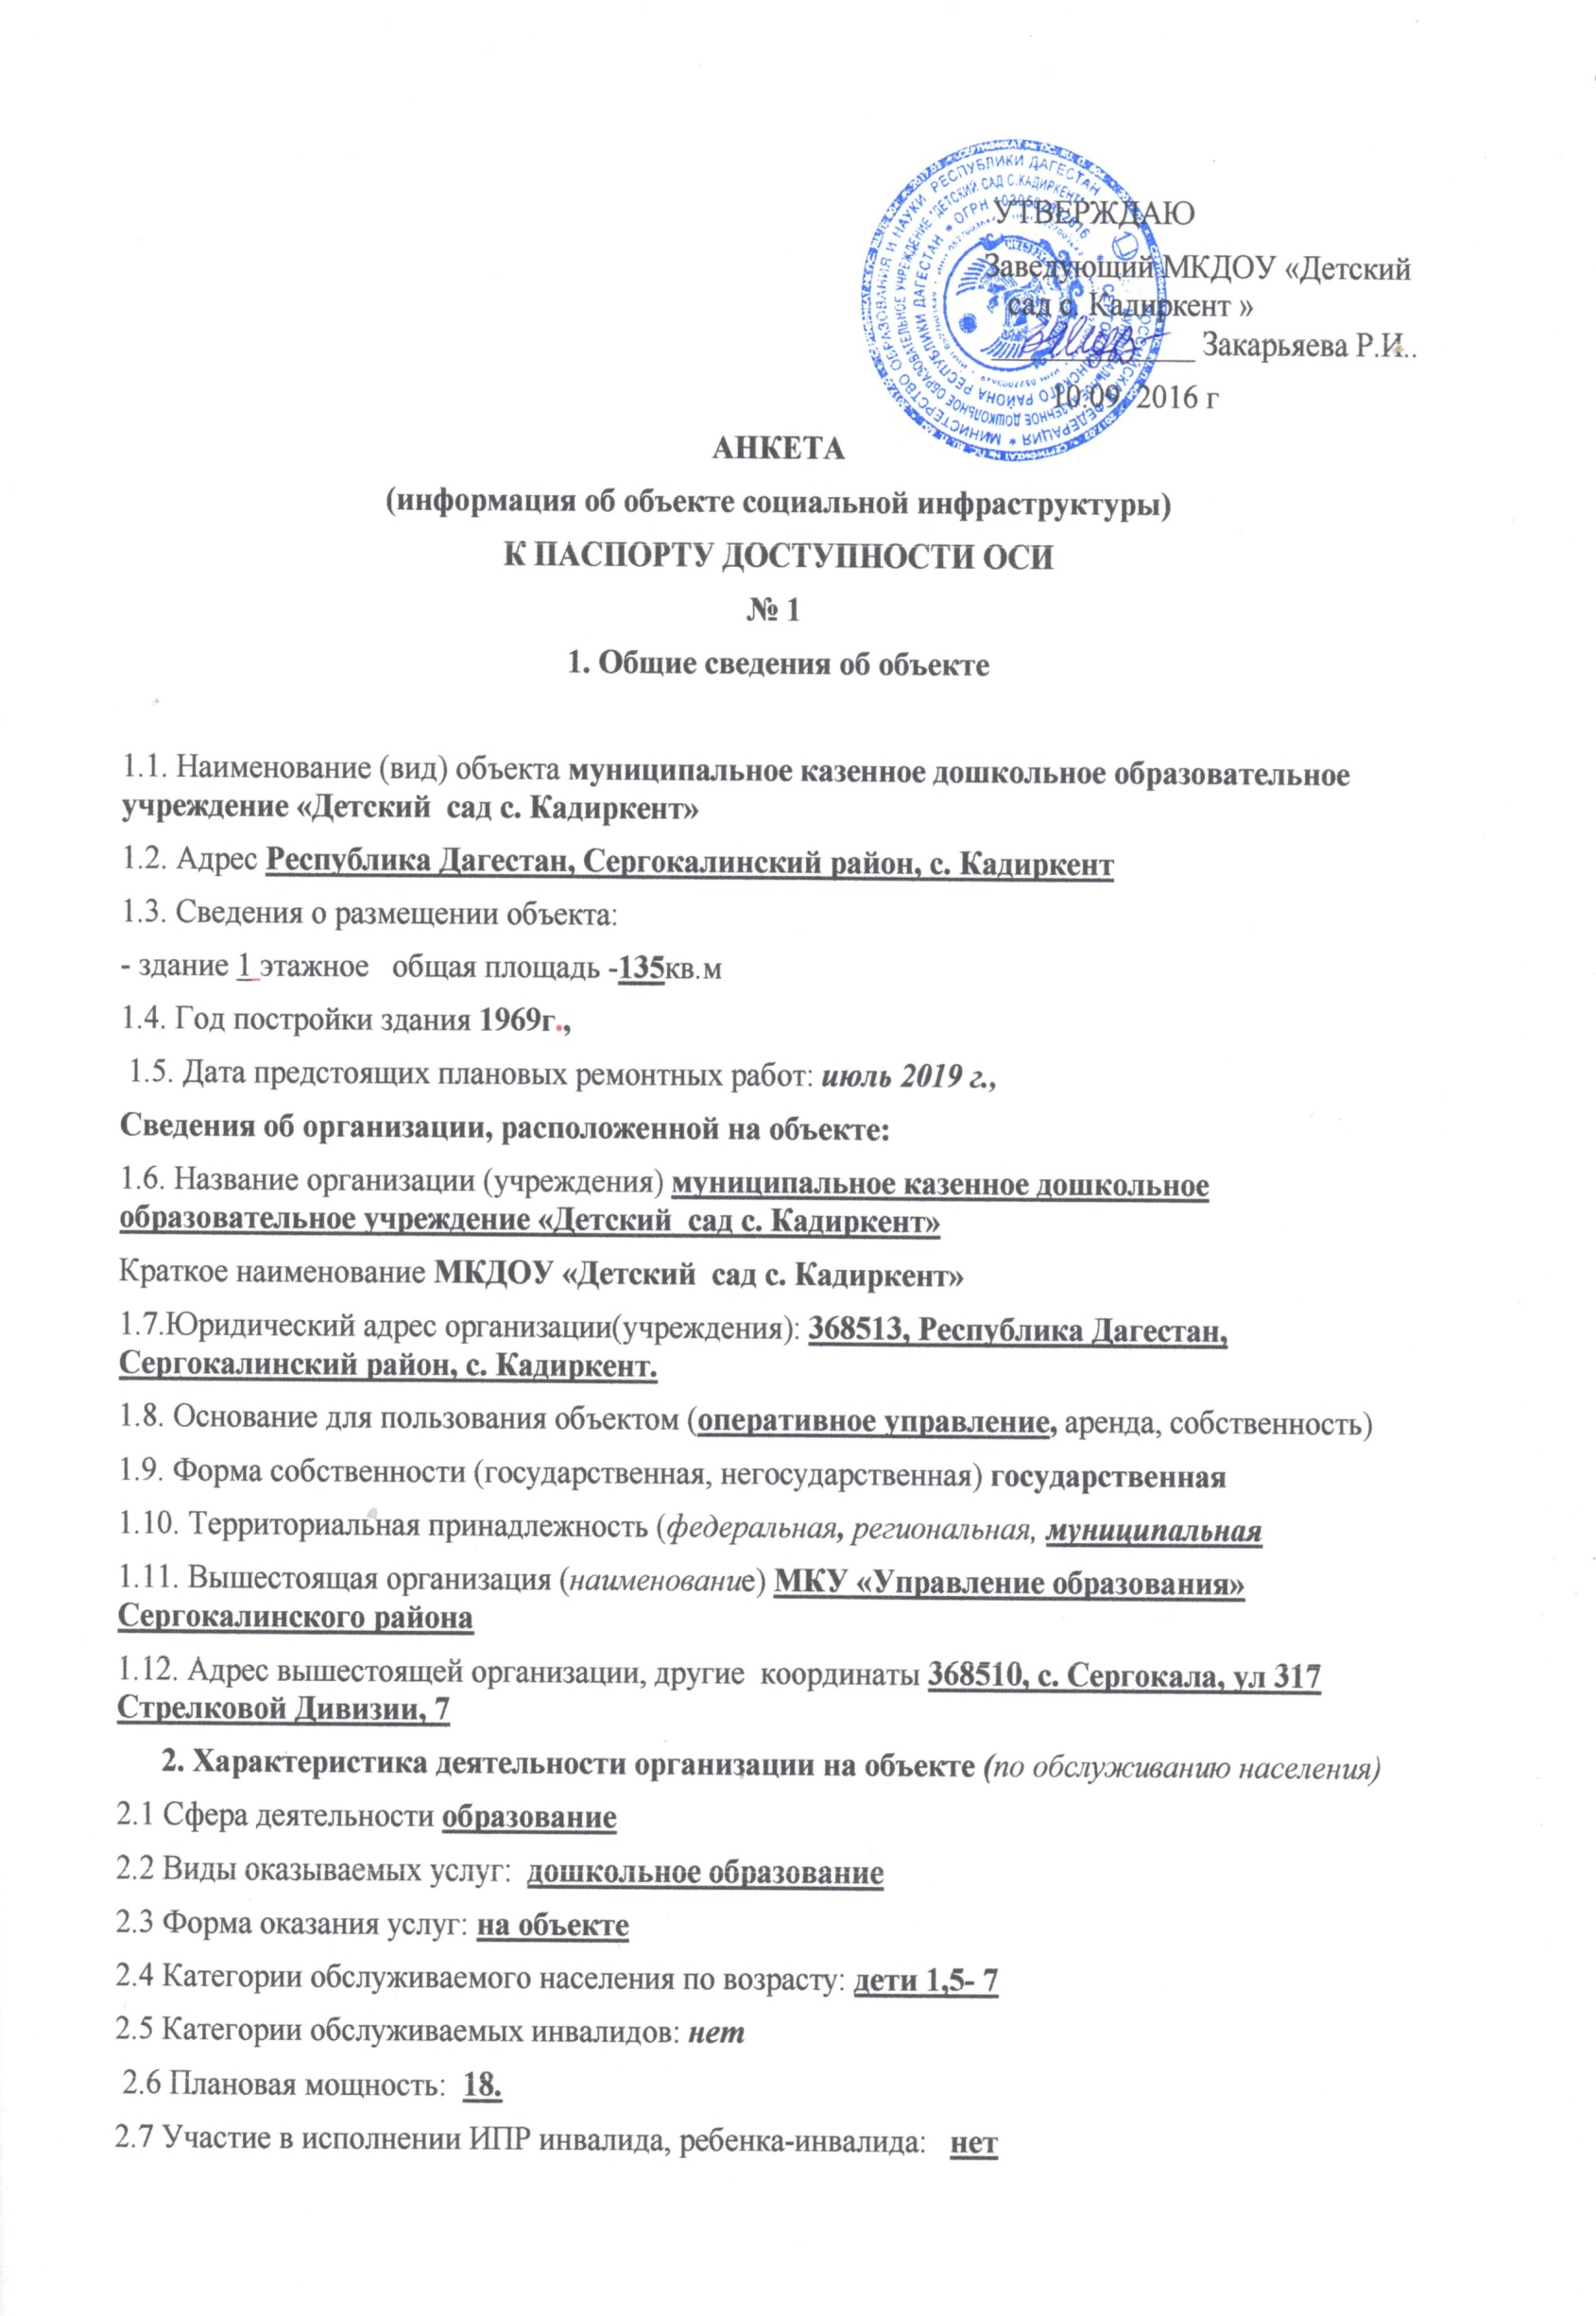 УТВЕРЖДАЮ
Заведующий МКДОУ «Детский
сад с. Кадиркент »
Закарьяева Р.И..
10.09. 2016 г
АНКЕТА
(информация об объекте социальной инфраструктуры)
К ПАСПОРТУ ДОСТУПНОСТИ ОСИ
№ 1
1. Общие сведения об объекте
1.1. Наименование (вид) объекта муниципальное казенное дошкольное образовательное
учреждение «Детский сад с. Кадиркент»
1.2. Адрес Республика Дагестан, Сергокалинский район, с. Кадиркент
1.3. Сведения о размещении объекта:
- здание 1 этажное общая площадь -135кв.м
1.4. Год постройки здания 1969г.,
1.5. Дата предстоящих плановых ремонтных работ: июль 2019 г.,
Сведения об организации, расположенной на объекте:
1.6. Название организации (учреждения) муниципальное казенное дошкольное
образовательное учреждение «Детский сад с. Кадиркент»
Краткое наименование МКДОУ «Детский сад с. Кадиркент»
1.7.Юридический адрес организации(учреждения): 368513, Республика Дагестан,
Сергокалинский район, с. Кадиркент.
1.8. Основание для пользования объектом (оперативное управление, аренда, собственность)
1.9. Форма собственности (государственная, негосударственная) государственная
1.10. Территориальная принадлежность (федеральная, региональная, муниципальная
1.11. Вышестоящая организация (наименование) МКУ «Управление образования»
Сергокалинского района
1.12. Адрес вышестоящей организации, другие координаты 368510, с. Сергокала, ул 317
Стрелковой Дивизии, 7
2. Характеристика деятельности организации на объекте (по обслуживанию населения)
2.1 Сфера деятельности образование
2.2 Виды оказываемых услуг: дошкольное образование
2.3 Форма оказания услуг: на объекте
2.4 Категории обслуживаемого населения по возрасту: дети 1,5- 7
2.5 Категории обслуживаемых инвалидов: нет
2.6 Плановая мощность: 18.
2.7 Участие в исполнении ИПР инвалида, ребенка-инвалида: нет